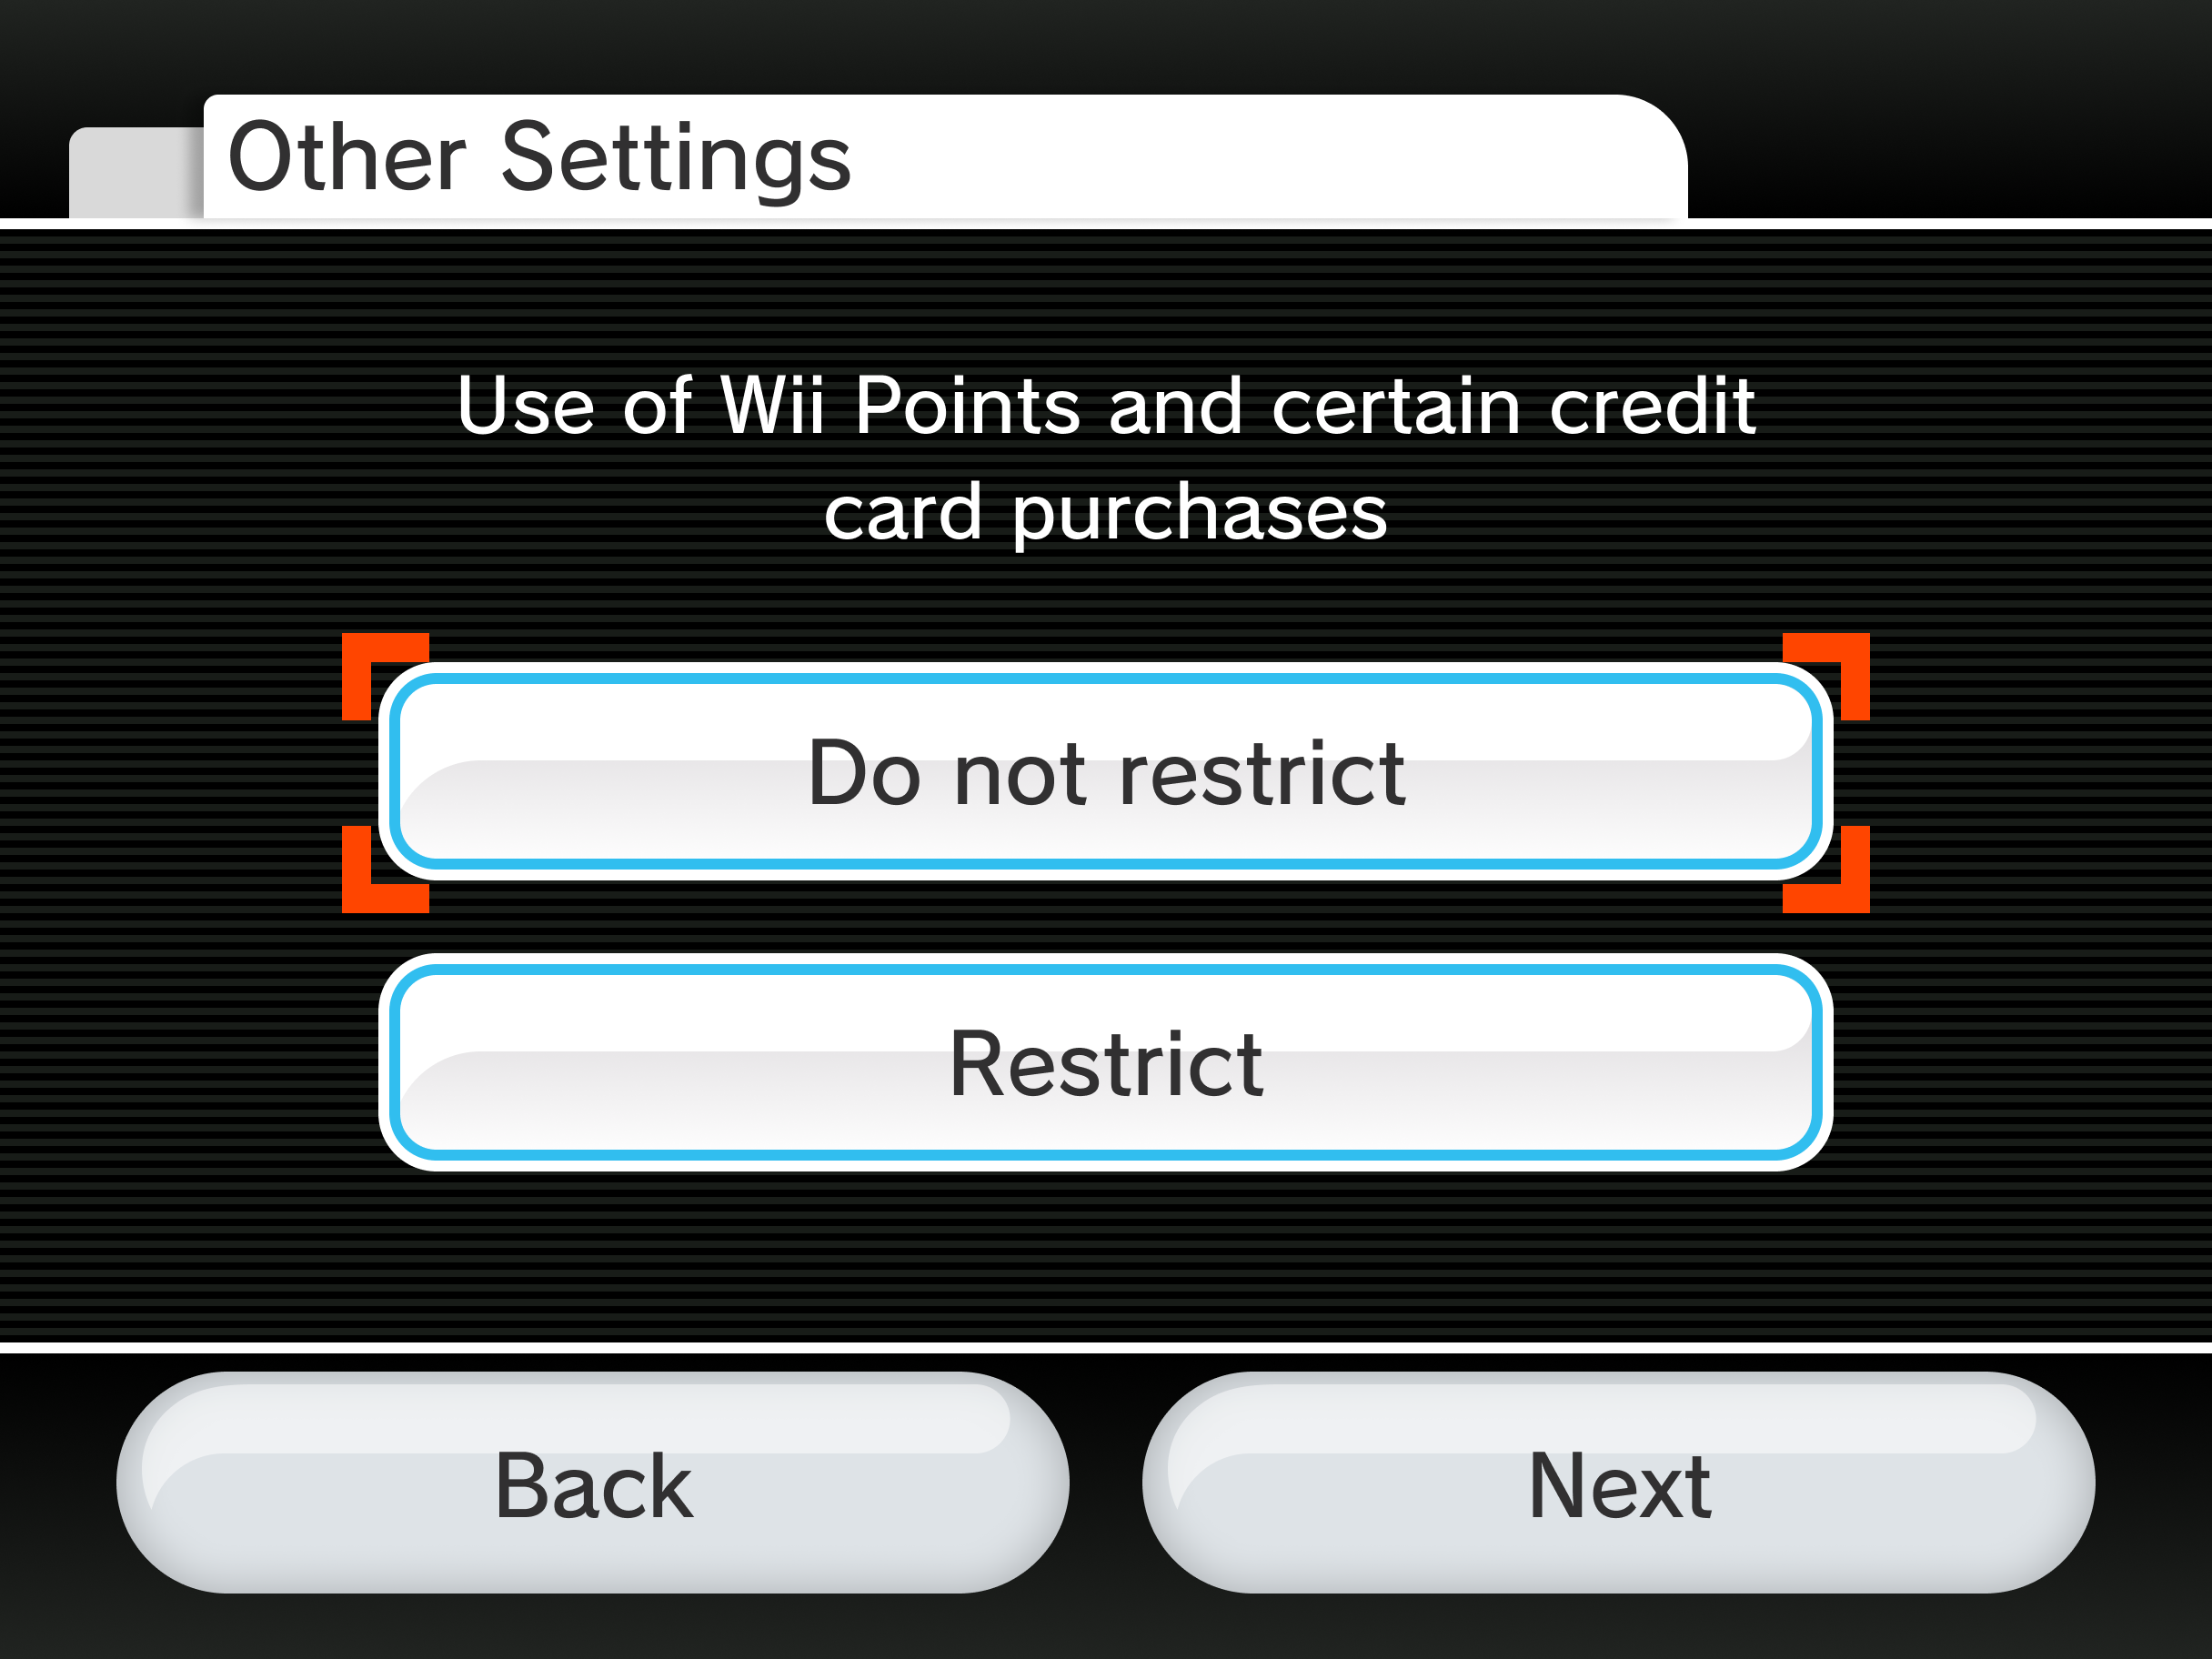 Other Settings
Use of Wii Points and certain credit
card purchases
Do not restrict
Restrict
Back
Next